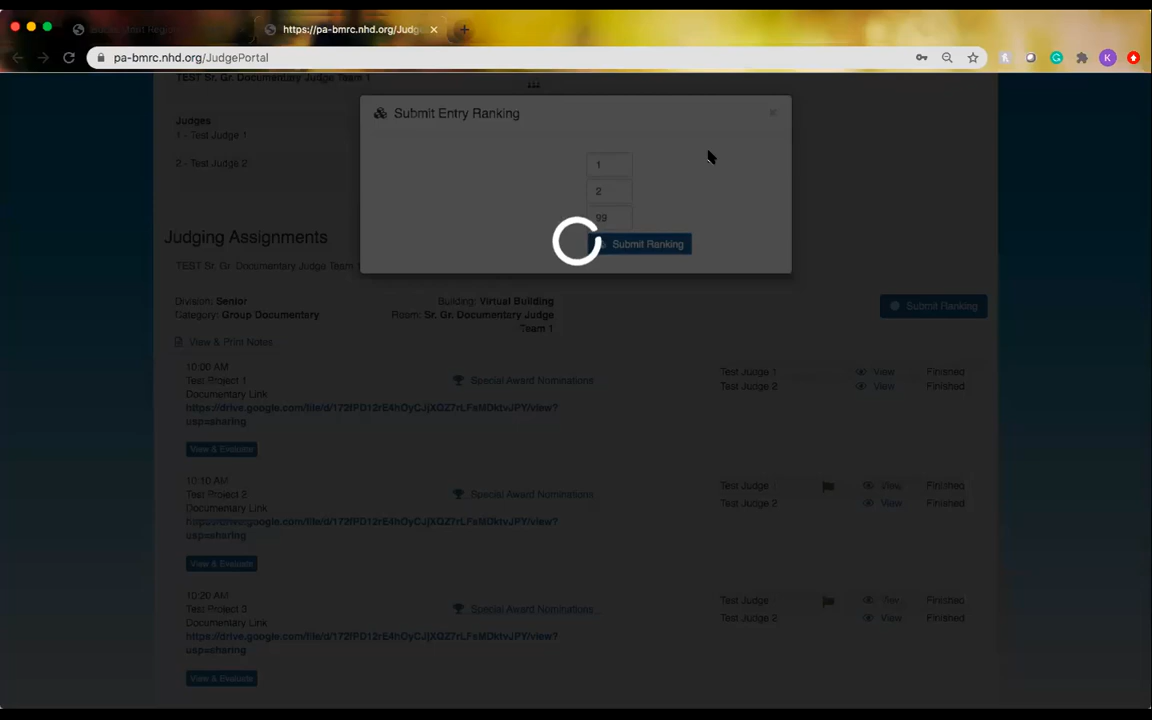 https://pa-bmrc.nhd.org/Judg
pa-bmrc.nhd.org/JudgePortal
K
TEST Sr. Gr. Documentary Judge Team 1
Submit Entry Ranking
Judges
1 - Test Judge 1
1
2 - Test Judge 2
2
99
Submit Ranking
Judging Assignments
TEST Sr. Gr. Documentary Judge Team 1
Division: Senior
Building: Virtual Building
Submit Ranking
Category: Group Documentary
Room: Sr. Gr. Documentary Judge
Team 1
View & Print Notes
10:00 AM
Test Judge 1 View Finished
Test Project 1
Special Award Nominations
Test Judge 2 View Finished
Documentary Link
usp=sharing
View & Evaluate
10:10 AM
Test Judge View Finished
Test Project 2
Special Award Nominations
Documentary Link
Test Judge 2 View Finished
usp=sharing
View & Evaluate
10:20 AM
Test Judge Finished
Test Project 3
Special Award Nominations
Documentary Link
Test Judge 2 View Finished
usp=sharing
View & Evaluate